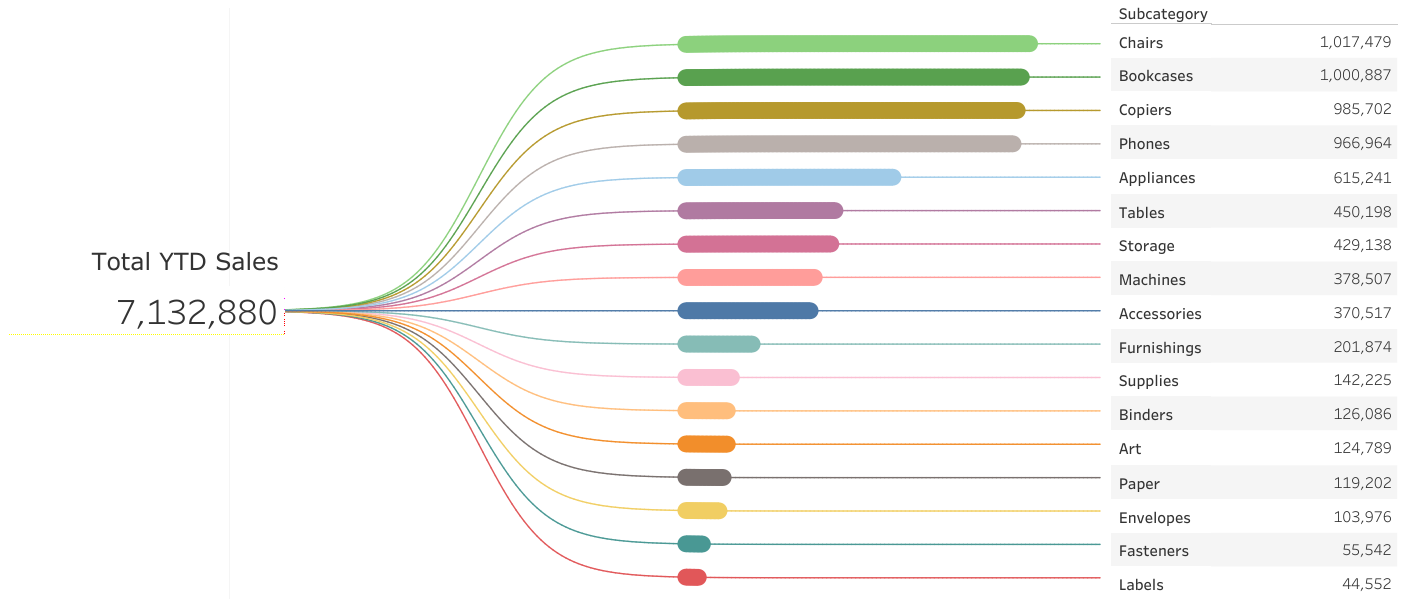 Subcategory
Chairs 1,017,479
Bookcases 1,000,887
Copiers 985,702
Phones 966,964
Appliances 615,241
Tables 450,198
Storage 429,138
Total YTD Sales
Machines 378,507
7,132,880
Accessories 370,517
Furnishings 201,874
Supplies 142,225
Binders 126,086
Art 124,789
Paper 119,202
Envelopes 103,976
Fasteners 55,542
Labels 44,552